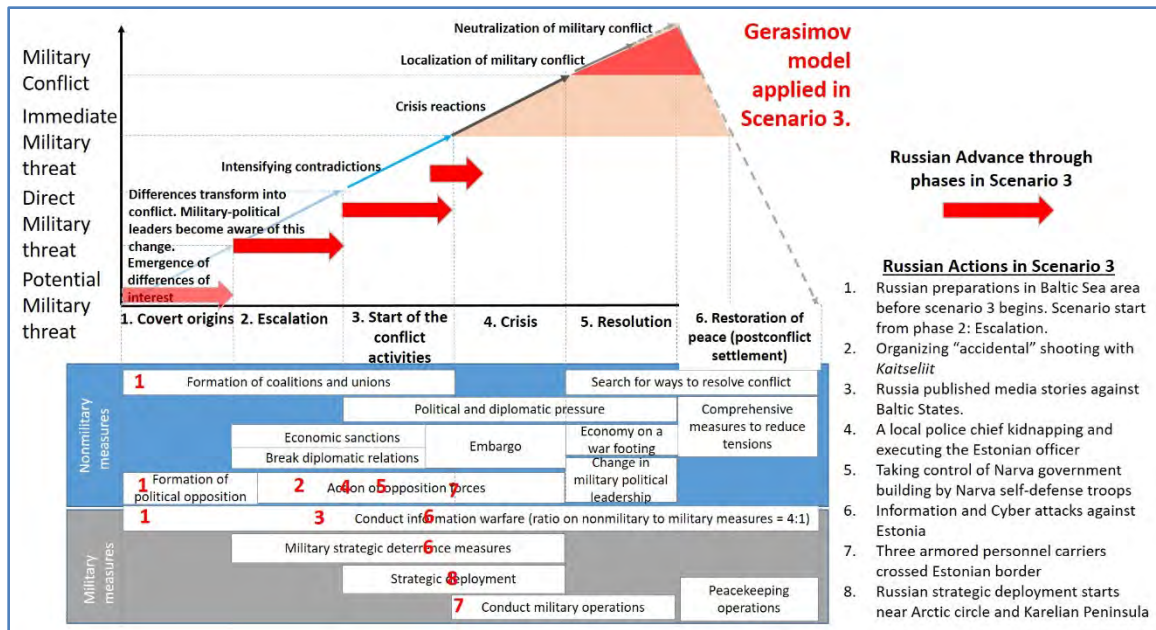 Military
Conflict
Immediate
Military
threat
Direct
Military
threat
Potential
Military
threat
Neutralization of military conflict
Localization of military conflict
Crisis reactions
Intensifying contradictions
Differences transform into
conflict. Military-political
leaders become aware of this
change.
Emergence of
differences of
interest
Gerasimov
model
applied in
Scenario 3.
1. Covert origins
2. Escalation
3. Start of the
conflict
activities
4. Crisis
5. Resolution
6. Restoration of
peace (postconflict
settlement)
Nonmilitary
measures
1
Formation of coalitions and unions
Search for ways to resolve conflict
Political and diplomatic pressure
Comprehensive
measures to reduce
tensions
Economic sanctions
Break diplomatic relations
Embargo
Economy on a
war footing
Change in
military political
leadership
Formation of
political opposition
1
2
4
5
7
Action of opposition forces
Military
measures
1
3
6
Conduct information warfare (ratio on nonmilitary to military measures = 4:1)
Military strategic deterrence measures
6
Strategic deployment
8
7
Conduct military operations
Peacekeeping
operations
Russian Advance through
phases in Scenario 3
Russian Actions in Scenario 3
1. Russian preparations in Baltic Sea area
before scenario 3 begins. Scenario start
from phase 2: Escalation.
2. Organizing “accidental” shooting with
Kaitseliit
3. Russia published media stories against
Baltic States.
4. A local police chief kidnapping and
executing the Estonian officer
5. Taking control of Narva government
building by Narva self-defense troops
6. Information and Cyber attacks against
Estonia
7. Three armored personnel carriers
crossed Estonian border
8. Russian strategic deployment starts
near Arctic circle and Karelian Peninsula